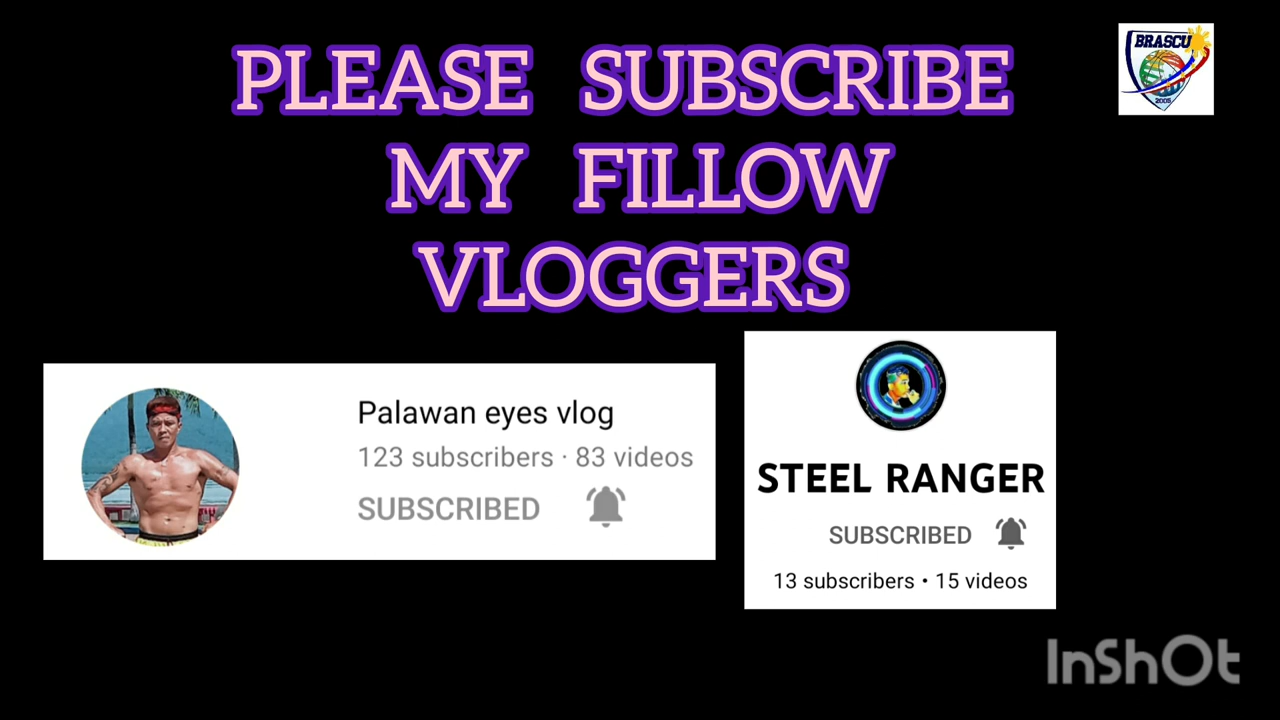 PLEASE SUBSCRIBE
MY FILLOW
VLOGGERS
BRASCU
2005
Palawan eyes vlog
123 subscribers · 83 videos
SUBSCRIBED
STEEL RANGER
SUBSCRIBED
13 subscribers • 15 videos
InShOt